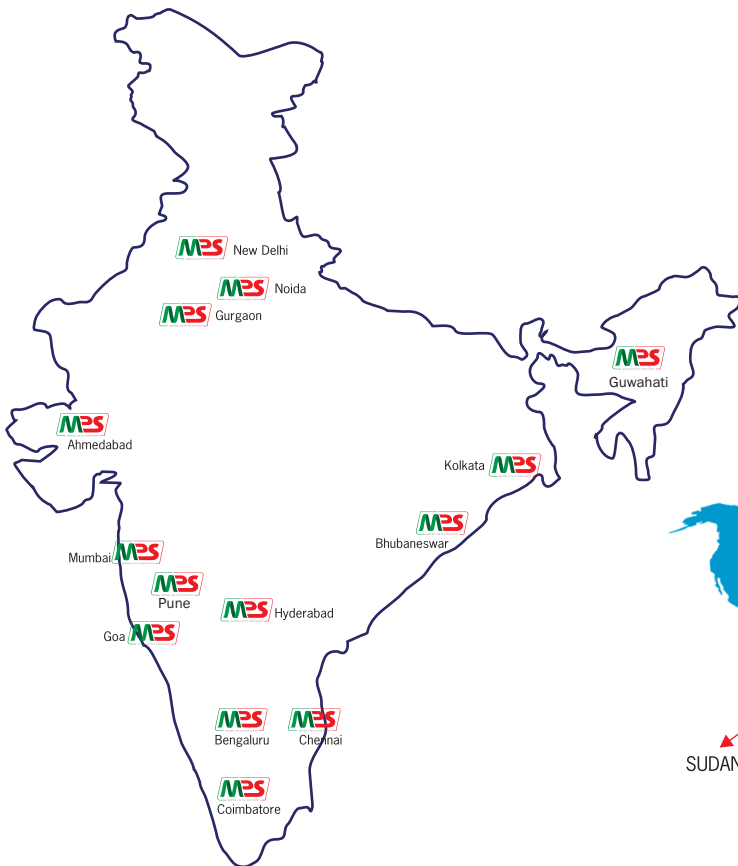 MPS New Delhi
MPS Noida
MPS Gurgaon
MPS
Guwahati
MPS
Ahmedabad
Kolkata MPS
MPS
Bhubaneswar
Mumbai MPS
MPS
Pune
MPS Hyderabad
Goa MPS
MPS
Bengaluru
MPS
Chennai
SUDAN
MPS
Coimbatore